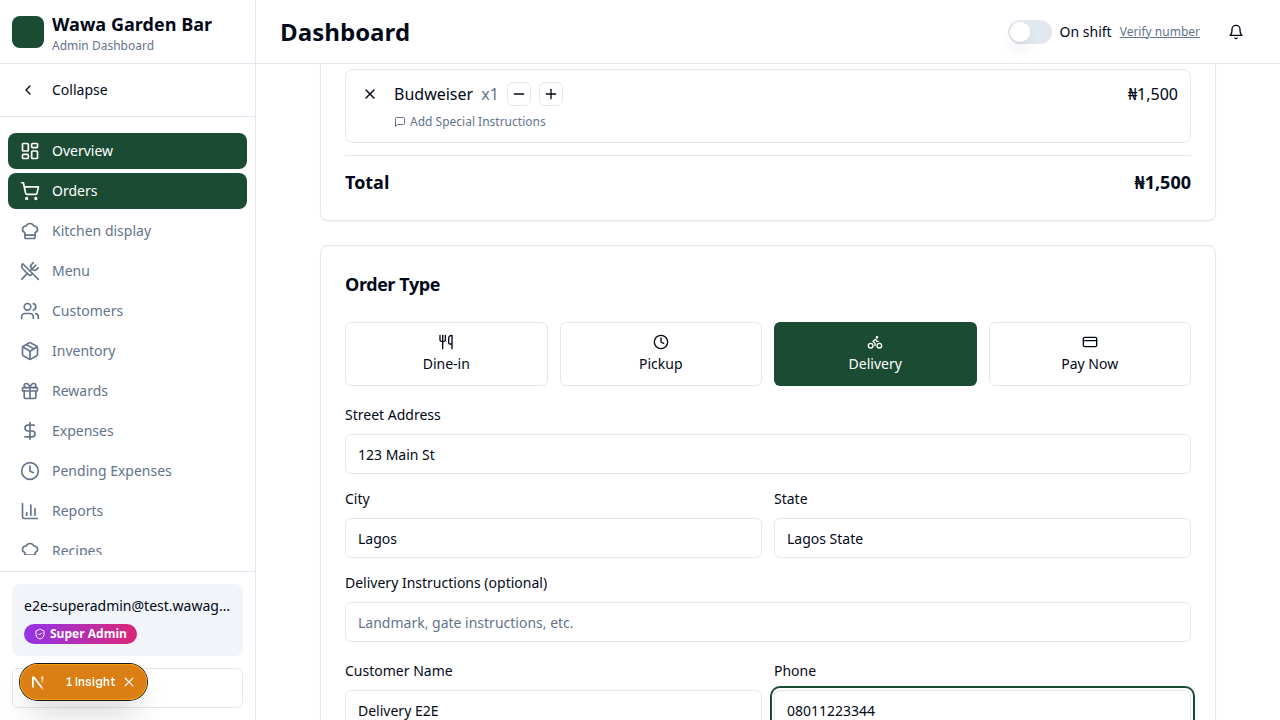 Wawa Garden Bar
Admin Dashboard
Dashboard
On shift
Verify number
Collapse
Overview
Orders
Kitchen display
Menu
Customers
Inventory
Rewards
Expenses
Pending Expenses
Reports
Recipes
e2e-superadmin@test.wawag...
Super Admin
1 Insight
Budweiser x1
₦1,500
Add Special Instructions
Total
₦1,500
Order Type
Dine-in
Pickup
Delivery
Pay Now
Street Address
123 Main St
City
State
Lagos
Lagos State
Delivery Instructions (optional)
Landmark, gate instructions, etc.
Customer Name
Phone
Delivery E2E
08011223344